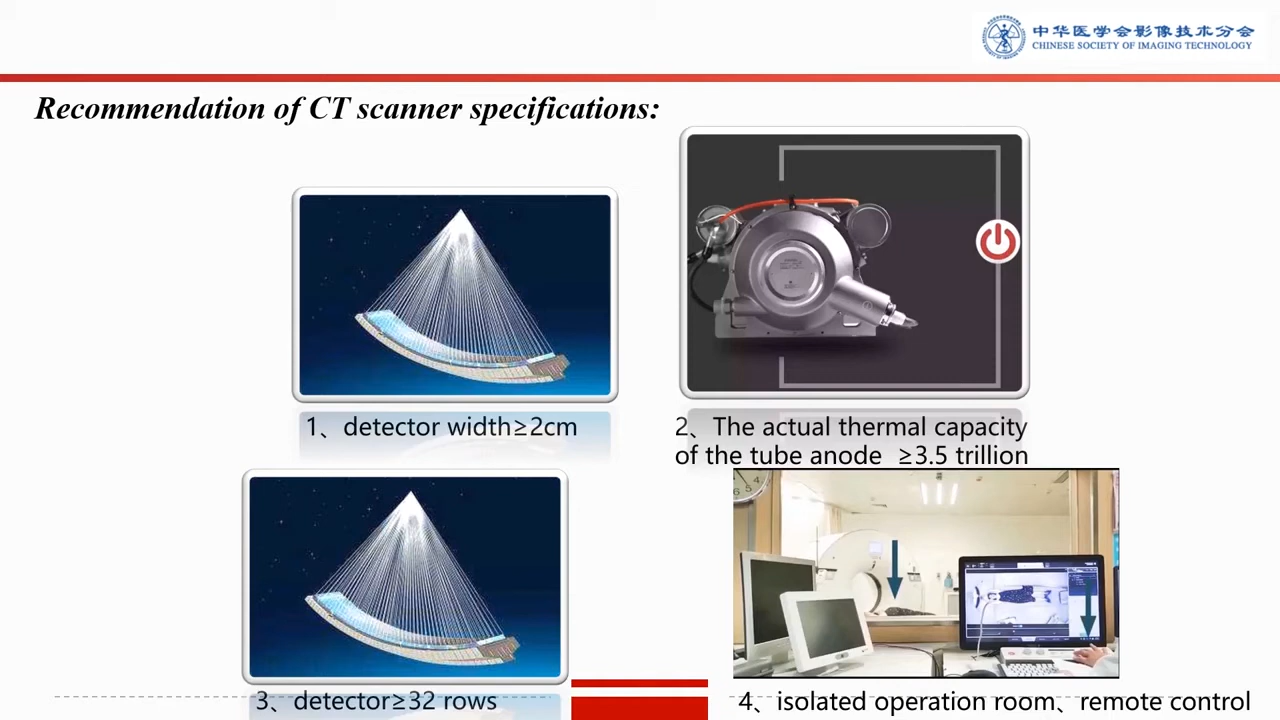 中华医学会影像技术分会
CHINESE SOCIETY OF IMAGING TECHNOLOGY
Recommendation of CT scanner specifications:
1、detector width≥2cm
2、The actual thermal capacity
of the tube anode ≥3.5 trillion
3、detector≥32 rows
4、isolated operation room、remote control